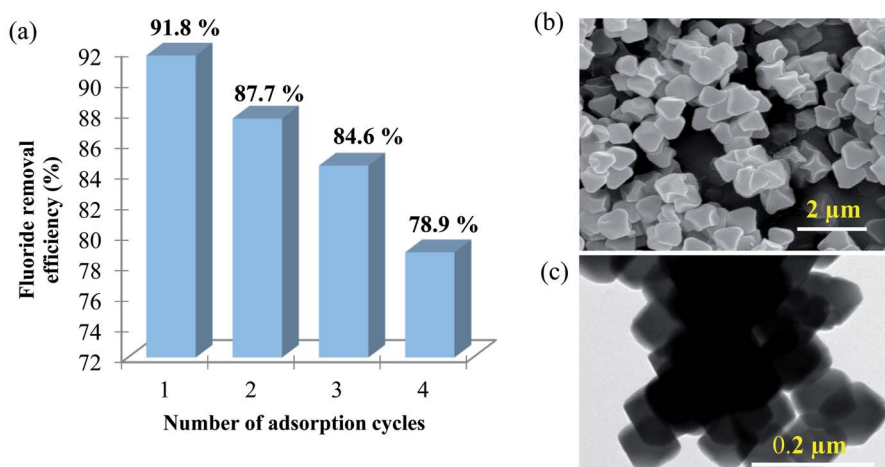 (a)
91.8 %
87.7 %
84.6 %
78.9 %
92
90
88
86
84
82
80
78
76
74
72
Fluoride removal
efficiency (%)
1 2 3 4
Number of adsorption cycles
(b)
2 µm
(c)
0.2 µm